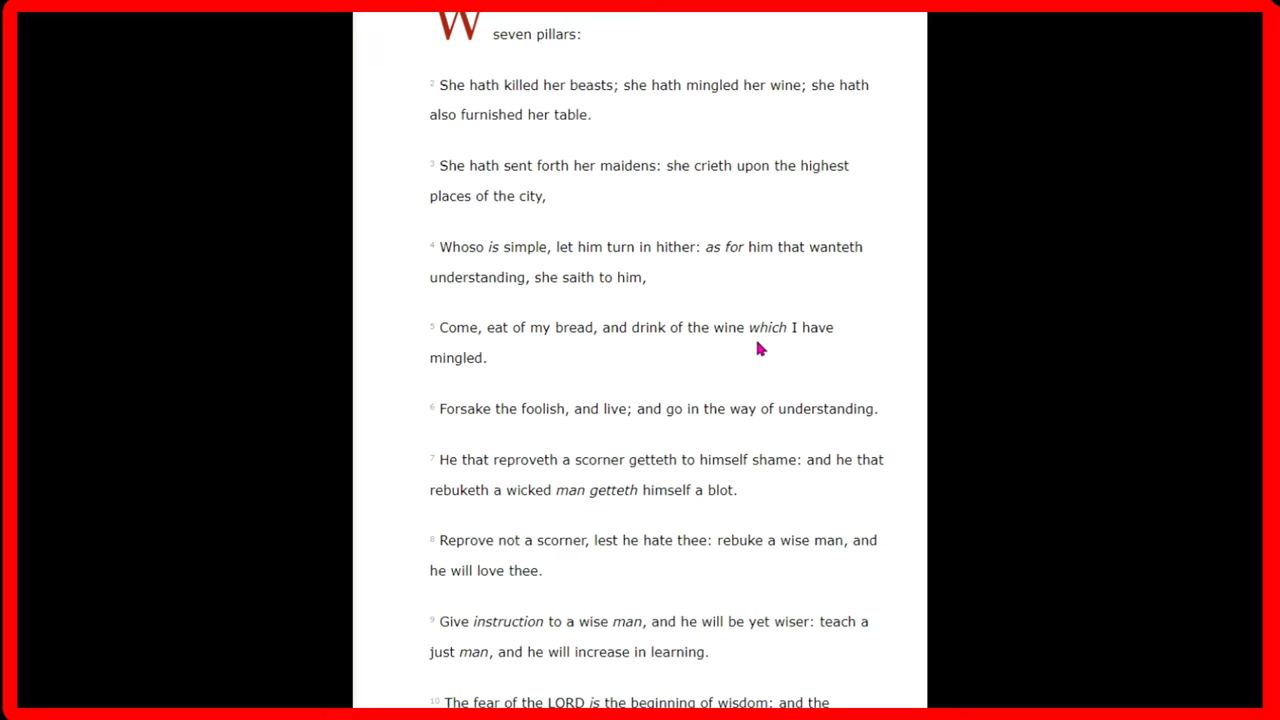 W seven pillars:
2 She hath killed her beasts; she hath mingled her wine; she hath
also furnished her table.
3 She hath sent forth her maidens: she crieth upon the highest
places of the city,
4 Whoso is simple, let him turn in hither: as for him that wanteth
understanding, she saith to him,
5 Come, eat of my bread, and drink of the wine which I have
mingled.
6 Forsake the foolish, and live; and go in the way of understanding.
7 He that reproveth a scorner getteth to himself shame: and he that
rebuketh a wicked man getteth himself a blot.
8 Reprove not a scorner, lest he hate thee: rebuke a wise man, and
he will love thee.
9 Give instruction to a wise man, and he will be yet wiser: teach a
just man, and he will increase in learning.
10 The fear of the LORD is the beginning of wisdom: and the